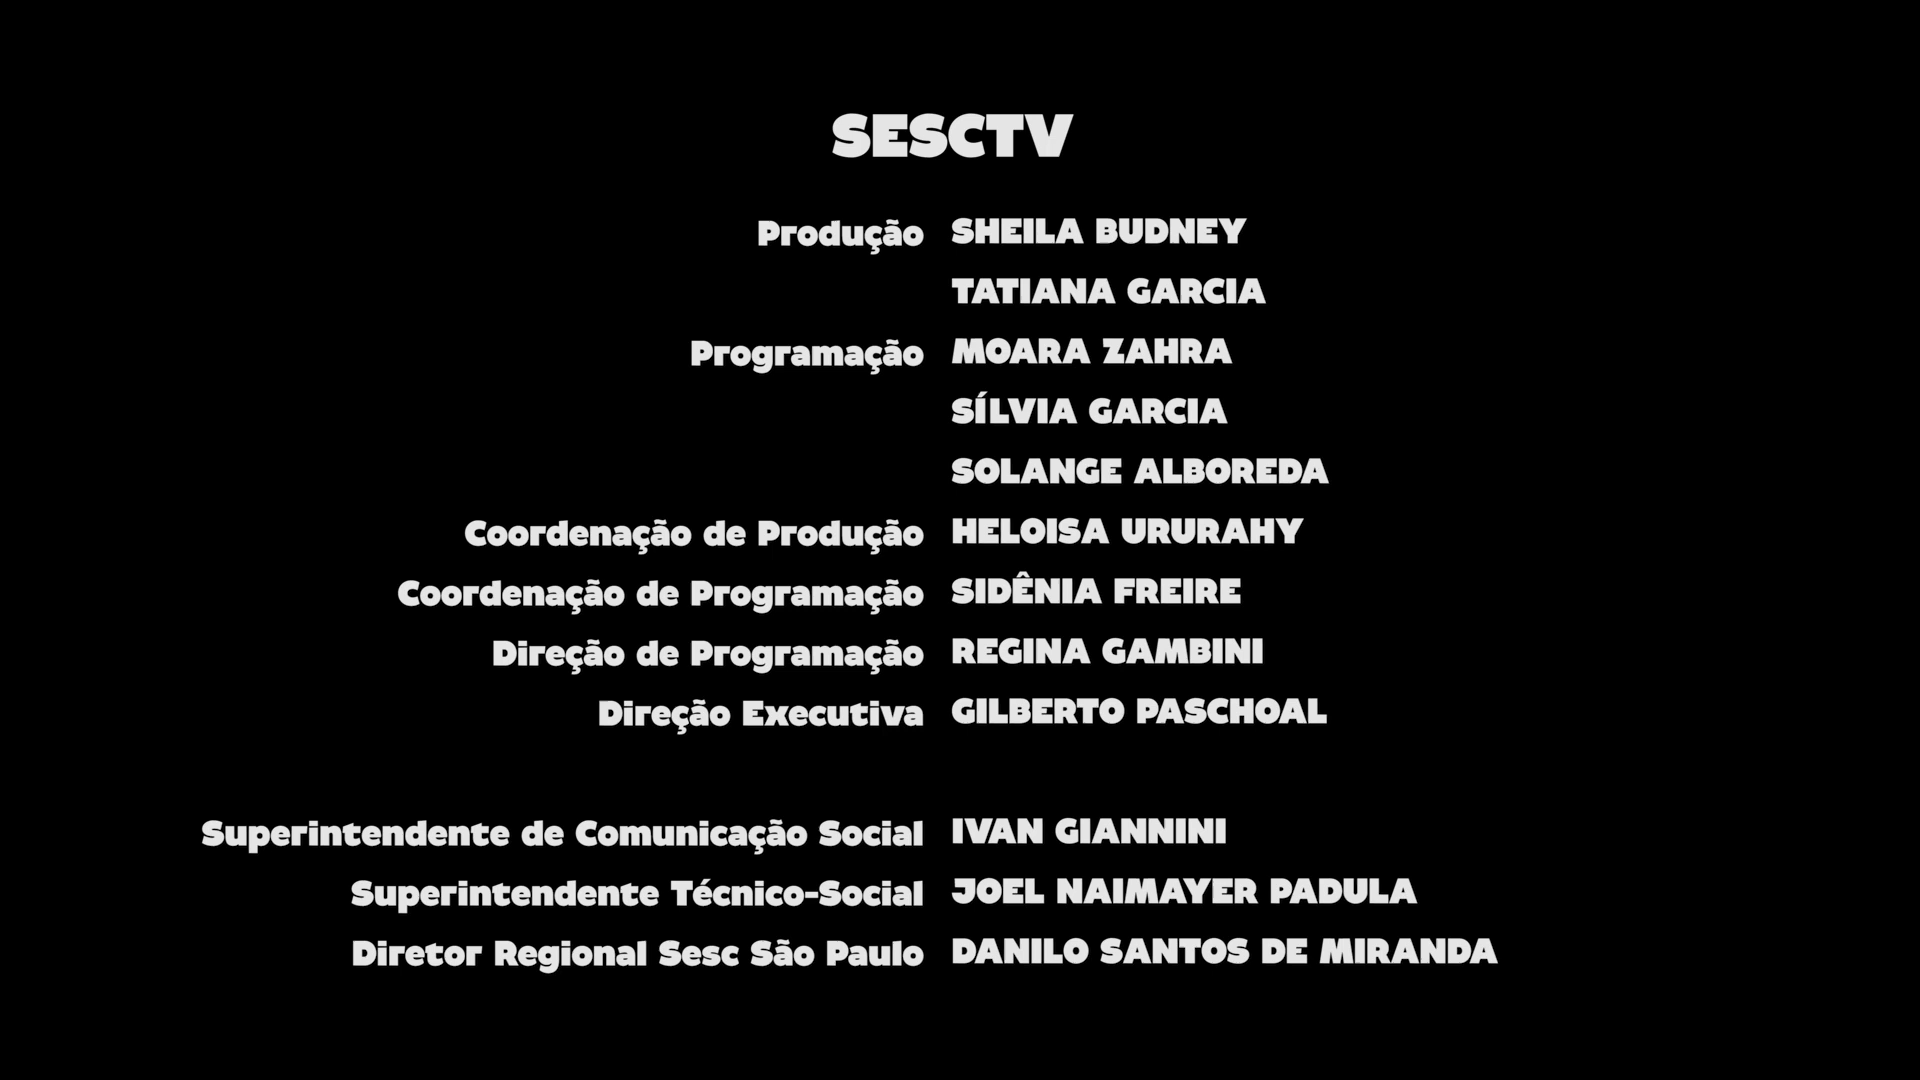 SESCTV
Produção SHEILA BUDNEY
TATIANA GARCIA
Programação MOARA ZAHRA
SÍLVIA GARCIA
SOLANGE ALBOREDA
Coordenação de Produção HELOISA URURAHY
Coordenação de Programação SIDÊNIA FREIRE
Direção de Programação REGINA GAMBINI
Direção Executiva GILBERTO PASCHOAL
Superintendente de Comunicação Social IVAN GIANNINI
Superintendente Técnico-Social JOEL NAIMAYER PADULA
Diretor Regional Sesc São Paulo DANILO SANTOS DE MIRANDA